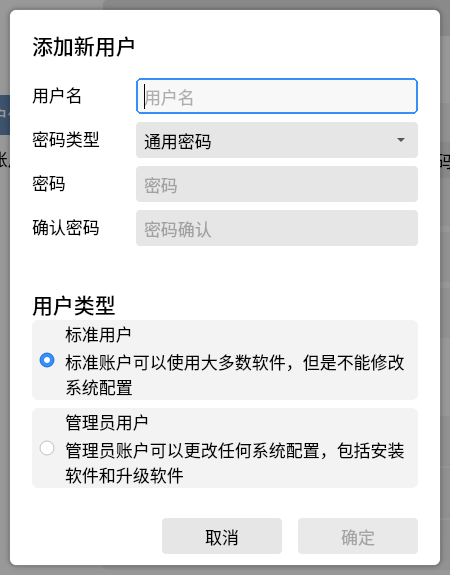 添加新用户
用户名
用户名
密码类型
通用密码
密码
密码
确认密码
密码确认
用户类型
标准用户
标准账户可以使用大多数软件，但是不能修改
系统配置
管理员用户
管理员账户可以更改任何系统配置，包括安装
软件和升级软件
取消
确定